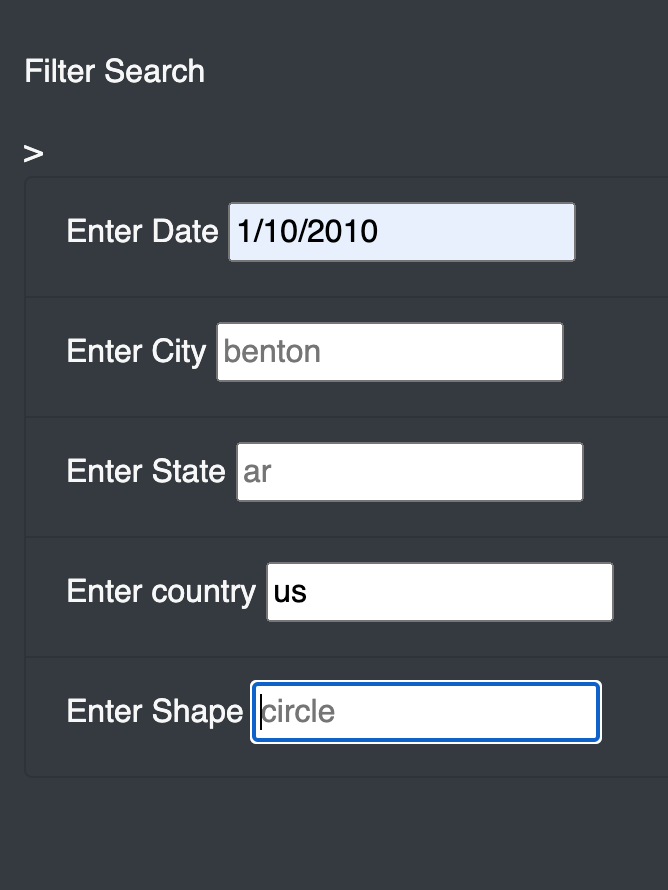 Filter Search
>
Enter Date 1/10/2010
Enter City benton
Enter State ar
Enter country us
Enter Shape circle